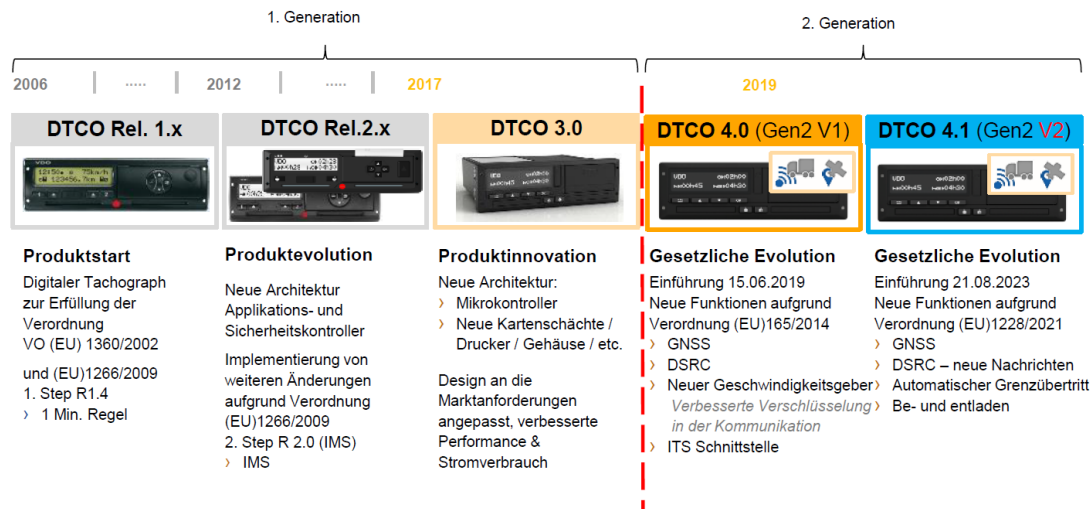 1. Generation
2. Generation
2006 | ..... | 2012 | ..... | 2017
2019
DTCO Rel. 1.x
DTCO Rel.2.x
DTCO 3.0
DTCO 4.0 (Gen2 V1)
DTCO 4.1 (Gen2 V2)
VDO
Produktstart
Digitaler Tachograph
zur Erfüllung der
Verordnung
VO (EU) 1360/2002
und (EU)1266/2009
1. Step R1.4
› 1 Min. Regel
Produktevolution
Neue Architektur
Applikations- und
Sicherheitskontroller
Implementierung von
weiteren Änderungen
aufgrund Verordnung
(EU)1266/2009
2. Step R 2.0 (IMS)
› IMS
Produktinnovation
Neue Architektur:
› Mikrokontroller
› Neue Kartenschächte /
Drucker / Gehäuse / etc.
Design an die
Marktanforderungen
angepasst, verbesserte
Performance &
Stromverbrauch
Gesetzliche Evolution
Einführung 15.06.2019
Neue Funktionen aufgrund
Verordnung (EU)165/2014
› GNSS
› DSRC
› Neuer Geschwindigkeitsgeber
Verbesserte Verschlüsselung
in der Kommunikation
› ITS Schnittstelle
Gesetzliche Evolution
Einführung 21.08.2023
Neue Funktionen aufgrund
Verordnung (EU)1228/2021
› GNSS
› DSRC – neue Nachrichten
› Automatischer Grenzübertritt
› Be- und entladen